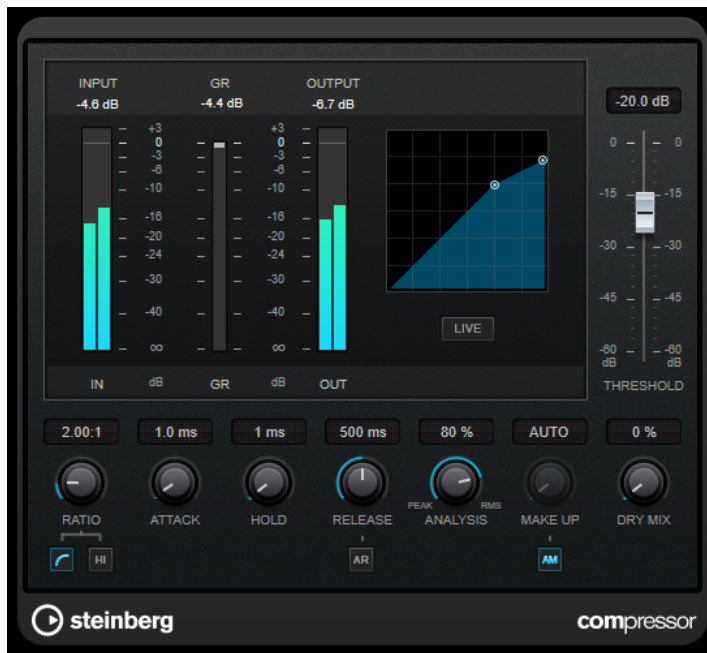 INPUT GR OUTPUT
-4.6 dB -4.4 dB -6.7 dB -20.0 dB
+3 +3
0 0 0 0
-3 -3
-6 -6
-10 -10
-15 -15
-16 -16
-20 -20
-24 -24
-30 -30
-30 -30
-40 -40
-45 -45
LIVE
∞ ∞
-60 -60
dB dB
IN dB GR dB OUT THRESHOLD
2.00:1 1.0 ms 1 ms 500 ms 80 % AUTO 0 %
PEAK RMS
RATIO ATTACK HOLD RELEASE ANALYSIS MAKE UP DRY MIX
HI AR AM
steinberg compressor